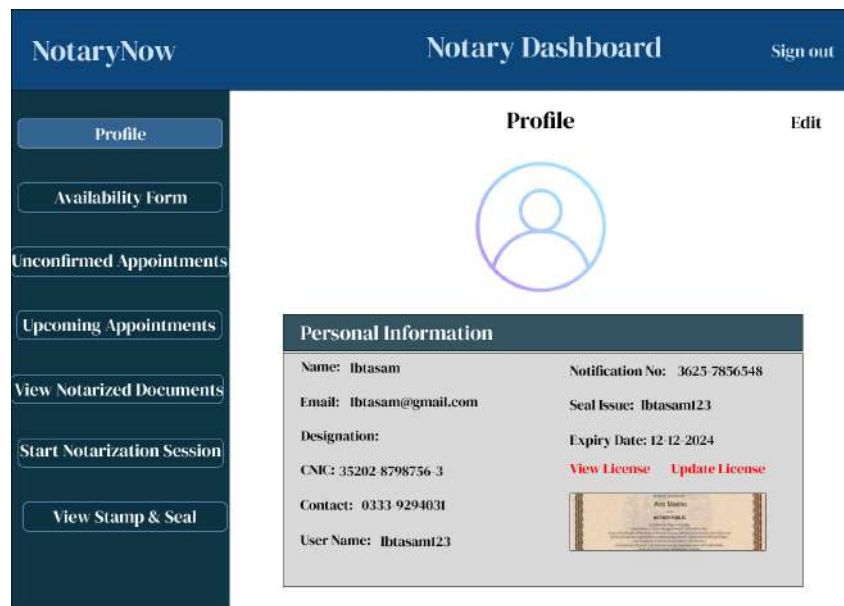 NotaryNow
Notary Dashboard
Sign out
Profile
Availability Form
Unconfirmed Appointments
Upcoming Appointments
View Notarized Documents
Start Notarization Session
View Stamp & Seal
Profile
Edit
Personal Information
Name: Ibtasam
Email: Ibtasam@gmail.com
Designation:
CNIC: 35202-8798756-3
Contact: 0333-9294031
User Name: Ibtasam123
Notification No: 3625-7856548
Seal Issue: Ibtasam123
Expiry Date: 12-12-2024
View License Update License
NOTARY PUBLIC